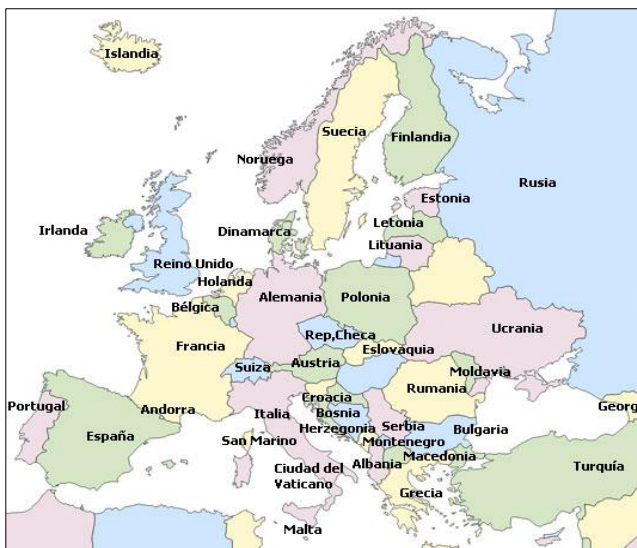 Islandia
Suecia
Finlandia
Noruega
Rusia
Estonia
Irlanda
Dinamarca
Letonia
Lituania
Reino Unido
Holanda
Alemania
Polonia
Bélgica
Ucrania
Rep,Checa
Francia
Eslovaquia
Austria
Suiza
Moldavia
Rumania
Croacia
Portugal
Andorra
Italia
Bosnia
Herzegonia
Serbia
Bulgaria
Georg
España
San Marino
Montenegro
Macedonia
Albania
Ciudad del
Vaticano
Turquía
Grecia
Malta